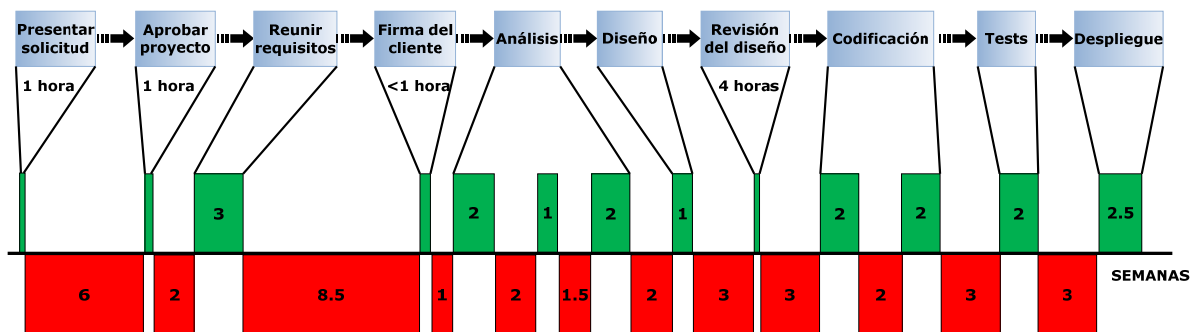 Presentar
solicitud
Aprobar
proyecto
Reunir
requisitos
Firma del
cliente
Análisis
Diseño
Revisión
del diseño
Codificación
Tests
Despliegue
1 hora
1 hora
<1 hora
4 horas
3
2
1
2
1
2
2
2
2.5
SEMANAS
6
2
8.5
1
2
1.5
2
3
3
2
3
3